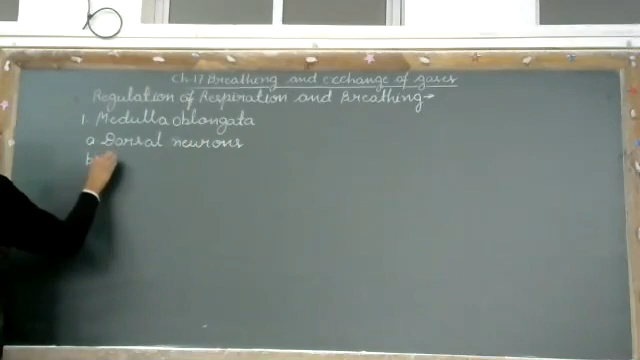 Ch. 17 Breathing and exchange of gases
Regulation of Respiration and Breathing→
1. Medulla oblongata
a. Dorsal neurons
b